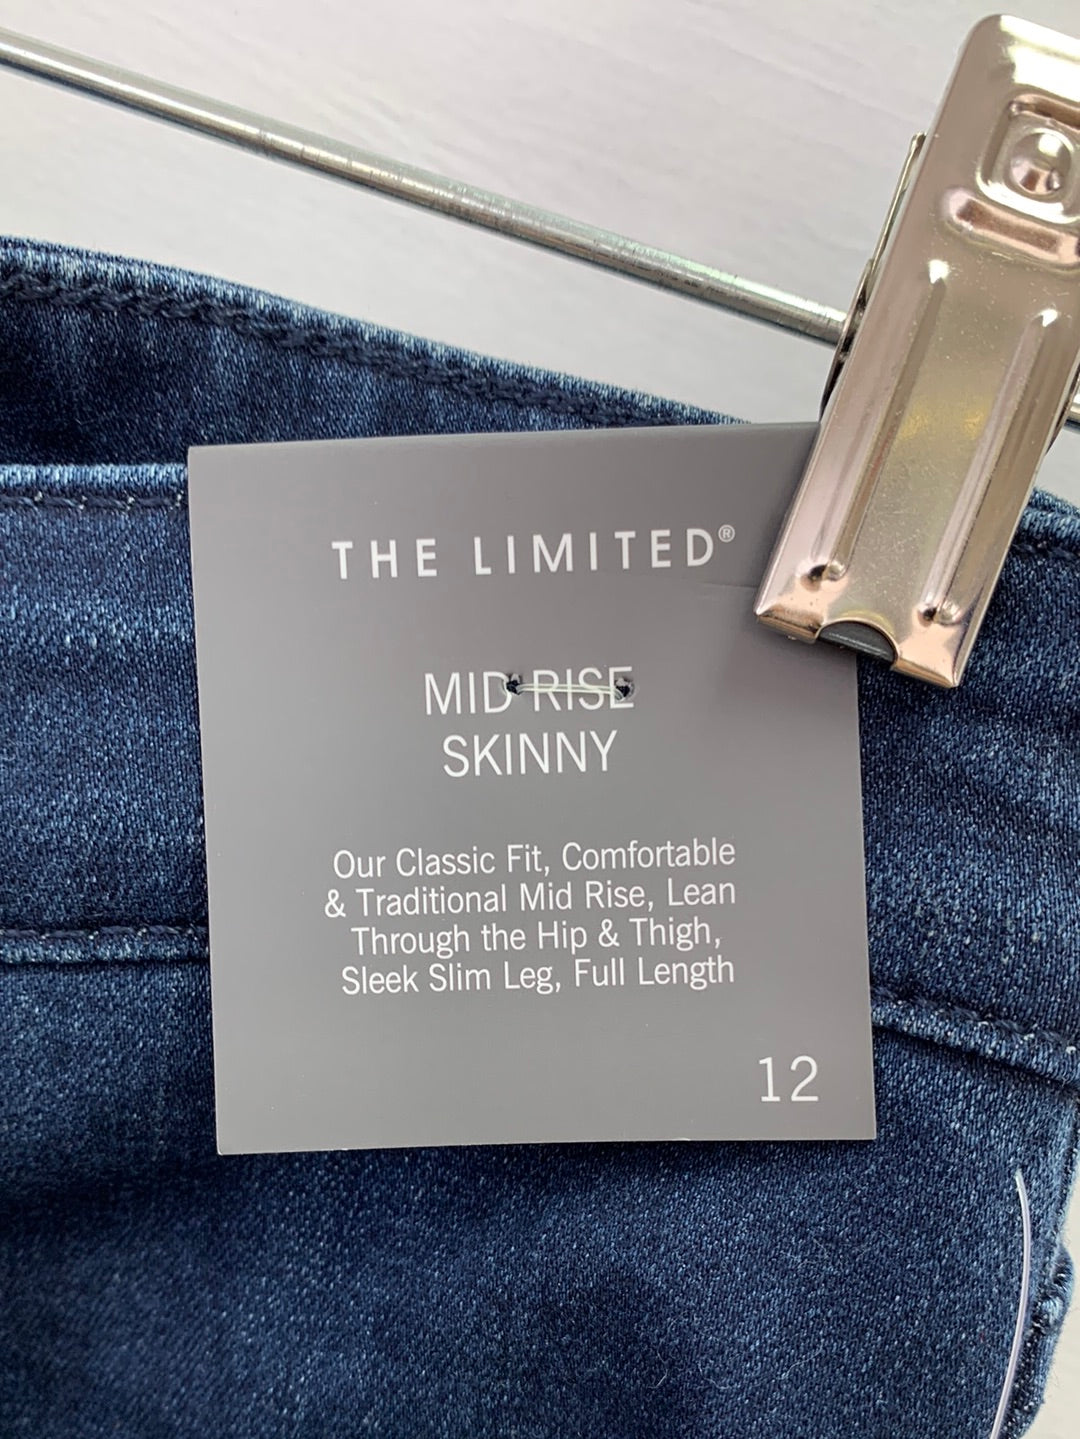 THE LIMITED®
MID RISE
SKINNY
Our Classic Fit, Comfortable
& Traditional Mid Rise, Lean
Through the Hip & Thigh,
Sleek Slim Leg, Full Length
12